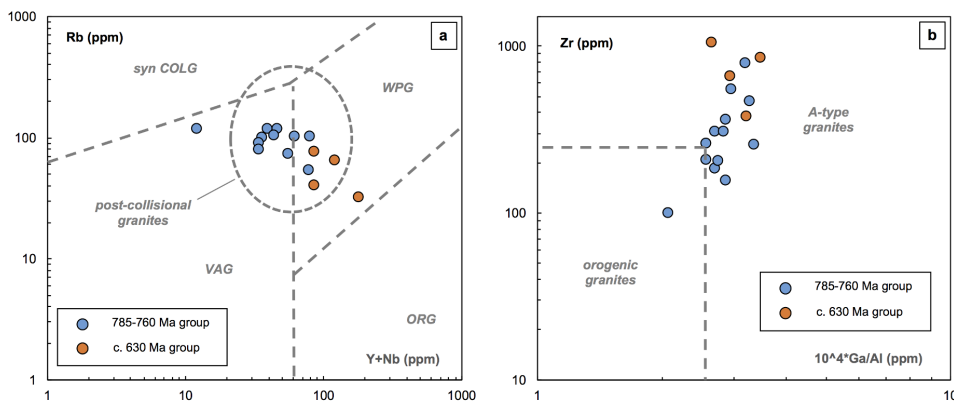 1000
Rb (ppm)
a
syn COLG
WPG
100
post-collisional
granites
VAG
10
ORG
785-760 Ma group
c. 630 Ma group
Y+Nb (ppm)
1
1
10
100
1000
Zr (ppm)
b
1000
A-type
granites
100
orogenic
granites
785-760 Ma group
c. 630 Ma group
10^4*Ga/Al (ppm)
10
1
10